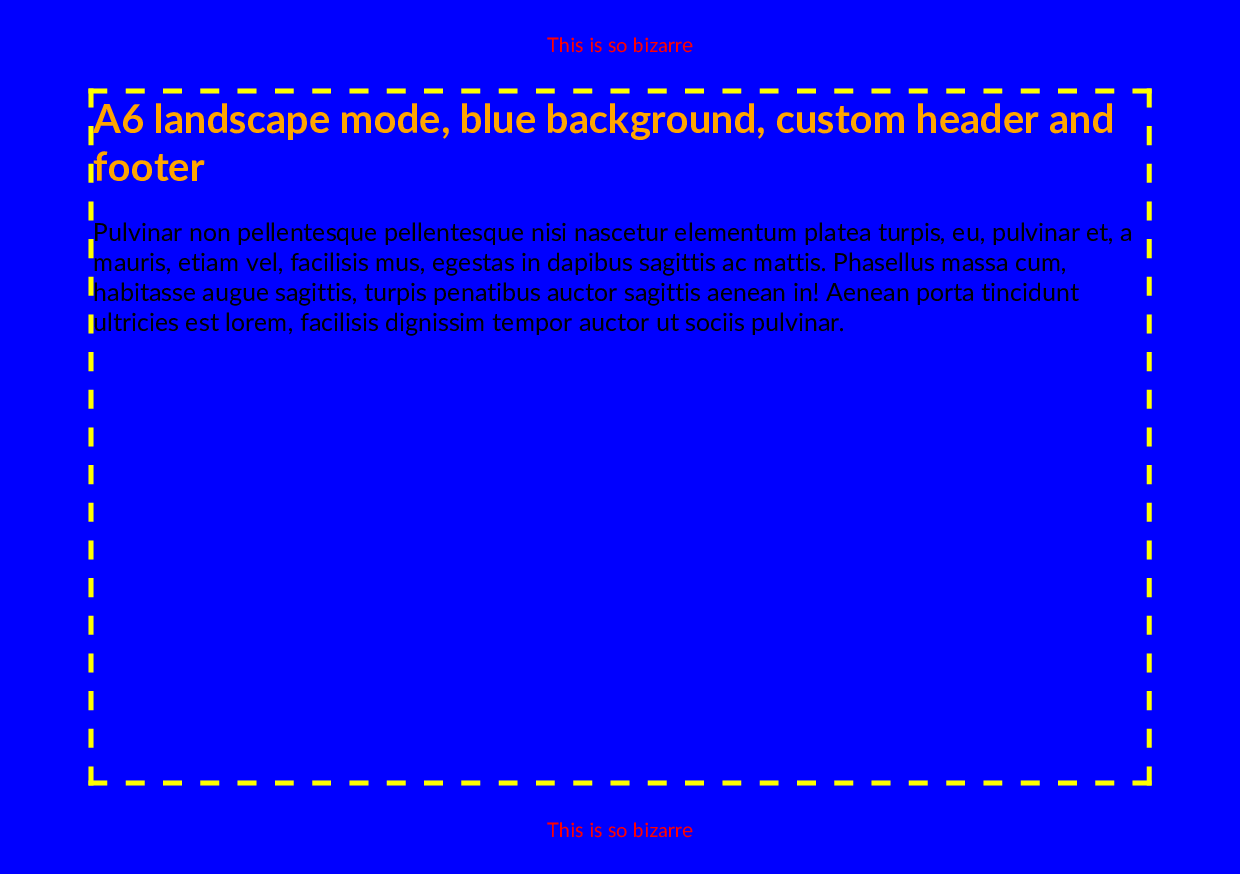 This is so bizarre
A6 landscape mode, blue background, custom header and
footer
Pulvinar non pellentesque pellentesque nisi nascetur elementum platea turpis, eu, pulvinar et, a
mauris, etiam vel, facilisis mus, egestas in dapibus sagittis ac mattis. Phasellus massa cum,
habitasse augue sagittis, turpis penatibus auctor sagittis aenean in! Aenean porta tincidunt
ultricies est lorem, facilisis dignissim tempor auctor ut sociis pulvinar.
This is so bizarre